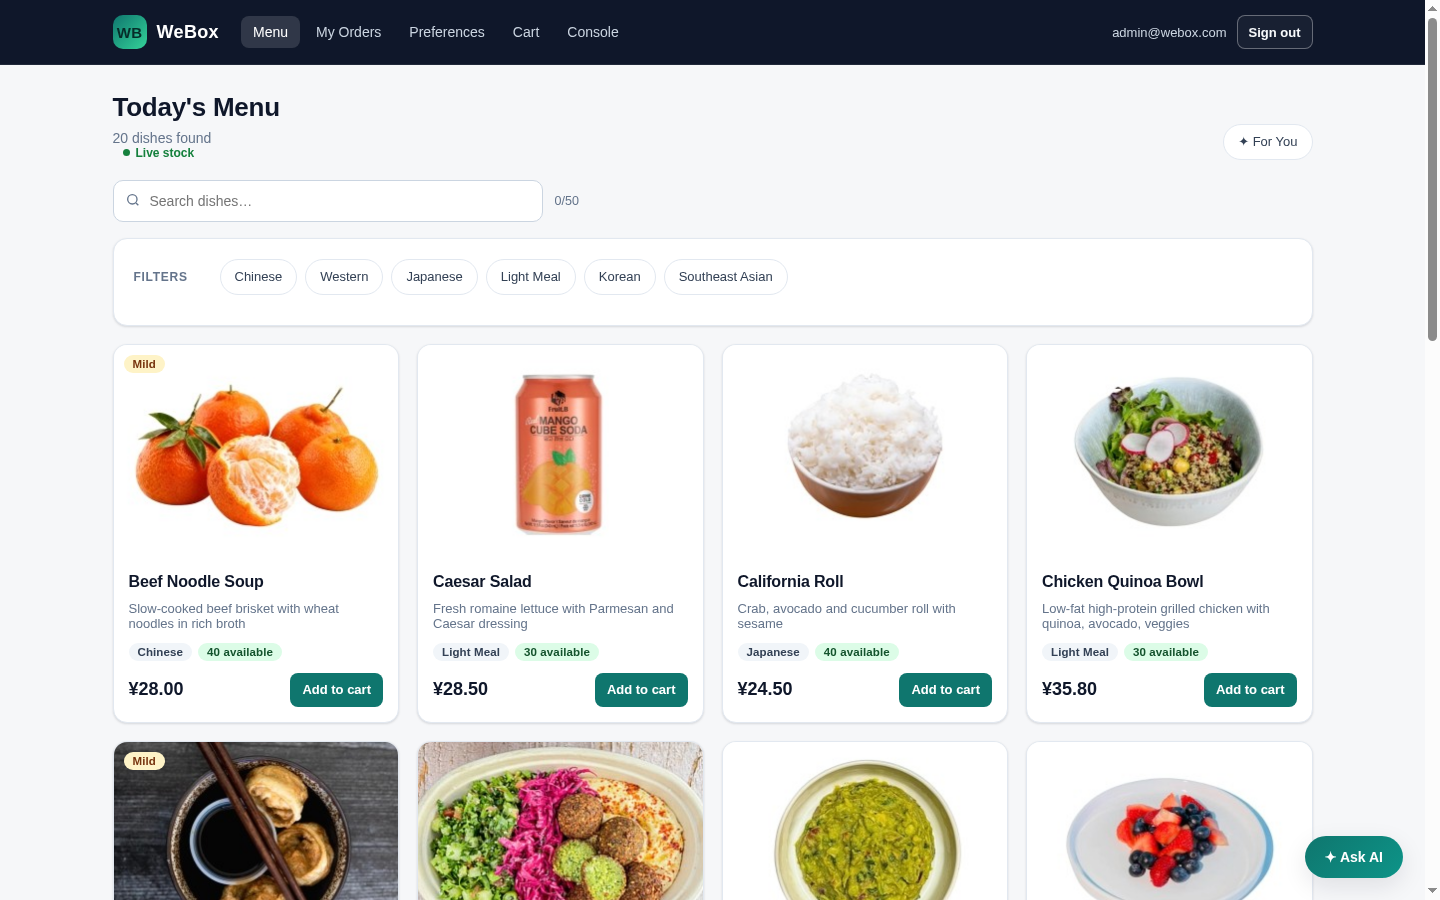 WB WeBox Menu My Orders Preferences Cart Console admin@webox.com Sign out
Today's Menu
20 dishes found
Live stock
✦ For You
Search dishes… 0/50
FILTERS Chinese Western Japanese Light Meal Korean Southeast Asian
Mild
MANGO
CUBE SODA
Beef Noodle Soup
Slow-cooked beef brisket with wheat
noodles in rich broth
Chinese 40 available
¥28.00 Add to cart
Caesar Salad
Fresh romaine lettuce with Parmesan and
Caesar dressing
Light Meal 30 available
¥28.50 Add to cart
California Roll
Crab, avocado and cucumber roll with
sesame
Japanese 40 available
¥24.50 Add to cart
Chicken Quinoa Bowl
Low-fat high-protein grilled chicken with
quinoa, avocado, veggies
Light Meal 30 available
¥35.80 Add to cart
Mild
✦ Ask AI